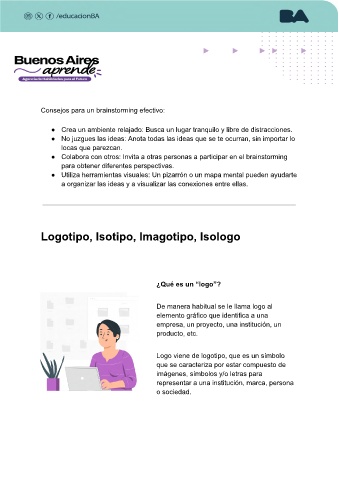 /educacionBA
BA
Buenos Aires
aprende
Agencia de Habilidades para el Futuro
Consejos para un brainstorming efectivo:
● Crea un ambiente relajado: Busca un lugar tranquilo y libre de distracciones.
● No juzgues las ideas: Anota todas las ideas que se te ocurran, sin importar lo
locas que parezcan.
● Colabora con otros: Invita a otras personas a participar en el brainstorming
para obtener diferentes perspectivas.
● Utiliza herramientas visuales: Un pizarrón o un mapa mental pueden ayudarte
a organizar las ideas y a visualizar las conexiones entre ellas.
Logotipo, Isotipo, Imagotipo, Isologo
¿Qué es un “logo”?
De manera habitual se le llama logo al
elemento gráfico que identifica a una
empresa, un proyecto, una institución, un
producto, etc.
Logo viene de logotipo, que es un símbolo
que se caracteriza por estar compuesto de
imágenes, símbolos y/o letras para
representar a una institución, marca, persona
o sociedad.